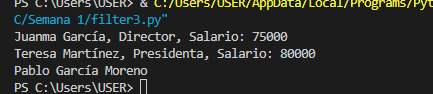 PS C:\Users\USER> & C:/Users/USER/AppData/Local/Programs/Pyt
C/Semana 1/filter3.py"
Juanma García, Director, Salario: 75000
Teresa Martínez, Presidenta, Salario: 80000
Pablo García Moreno
PS C:\Users\USER>